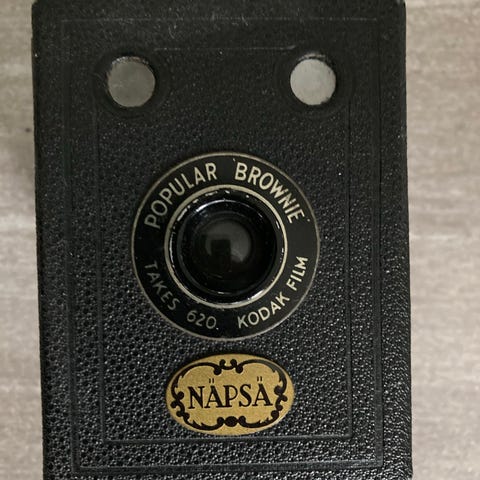 POPULAR BROWNIE
TAKES 620. KODAK FILM
NÄPSÄ